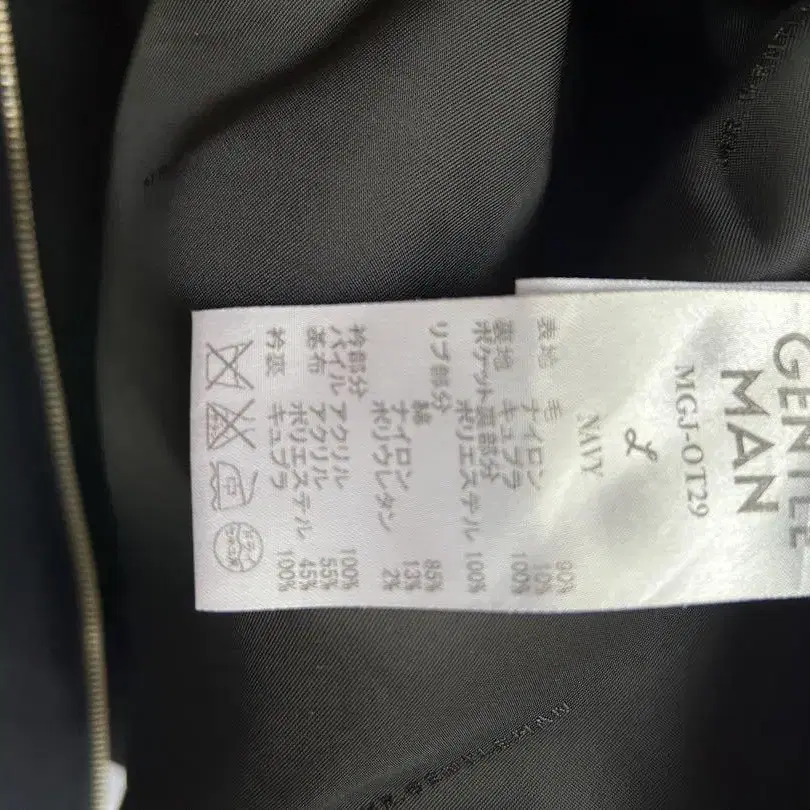 GENTLE
MAN
MGJ-OT29
L
NAVY
表地 毛 90%
ナイロン 10%
裏地 キュプラ 100%
ポケット裏部分
ポリエステル 100%
リブ部分
綿 85%
ナイロン 13%
ポリウレタン 2%
衿部分
パイル アクリル 100%
基布 アクリル 55%
ポリエステル 45%
衿裏 キュプラ 100%